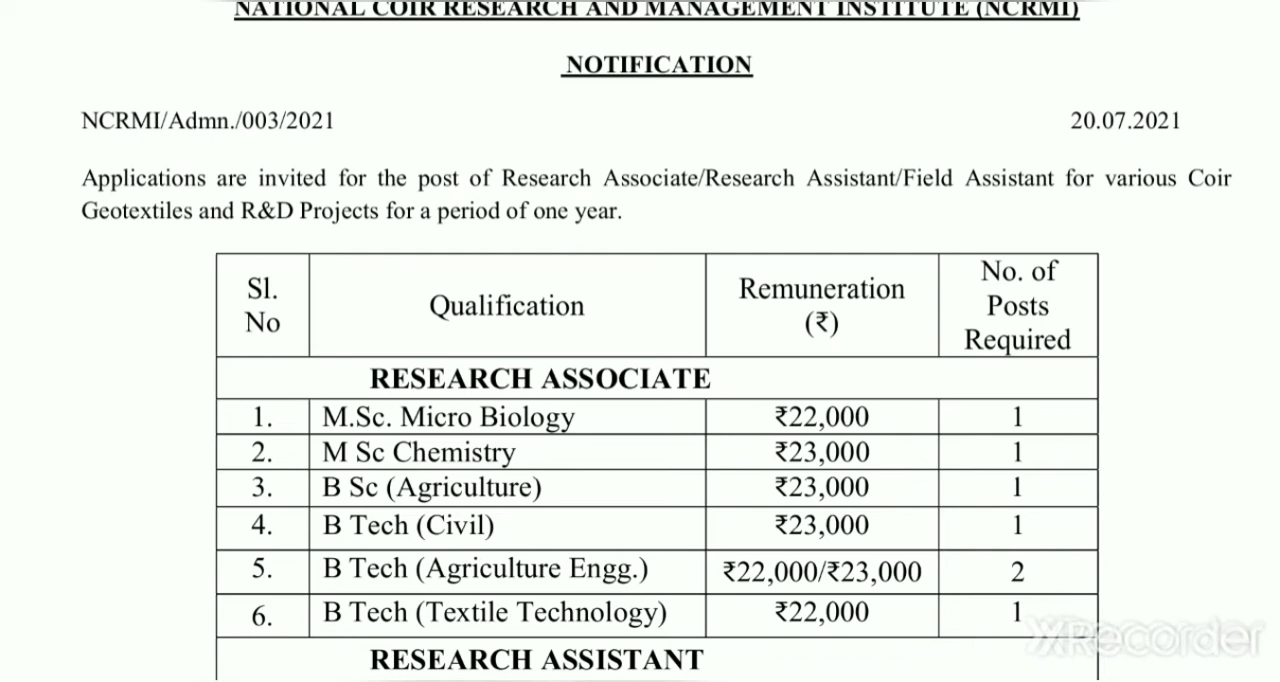 NATIONAL COIR RESEARCH AND MANAGEMENT INSTITUTE (NCRMI)
NOTIFICATION
NCRMI/Admn./003/2021 20.07.2021
Applications are invited for the post of Research Associate/Research Assistant/Field Assistant for various Coir
Geotextiles and R&D Projects for a period of one year.
Sl. No Qualification Remuneration (₹) No. of Posts Required
RESEARCH ASSOCIATE
1. M.Sc. Micro Biology ₹22,000 1
2. M Sc Chemistry ₹23,000 1
3. B Sc (Agriculture) ₹23,000 1
4. B Tech (Civil) ₹23,000 1
5. B Tech (Agriculture Engg.) ₹22,000/₹23,000 2
6. B Tech (Textile Technology) ₹22,000 1
XRecorder
RESEARCH ASSISTANT